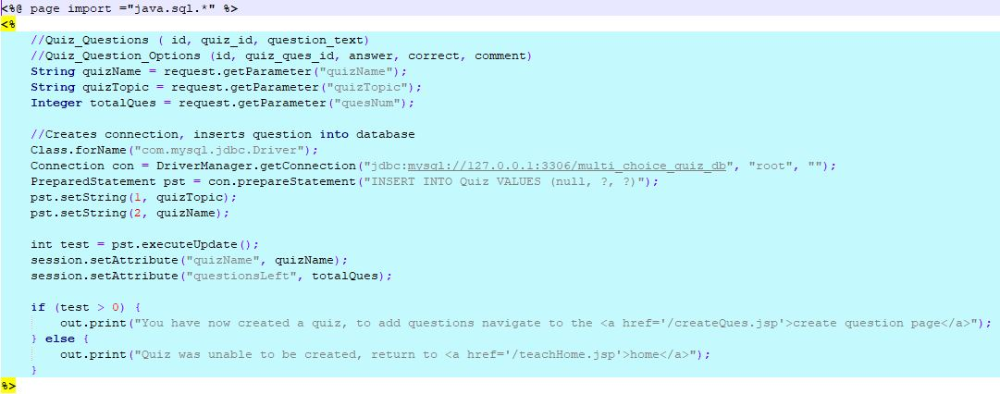 <%@ page import ="java.sql.*" %>
<%
//Quiz_Questions ( id, quiz_id, question_text)
//Quiz_Question_Options (id, quiz_ques_id, answer, correct, comment)
String quizName = request.getParameter("quizName");
String quizTopic = request.getParameter("quizTopic");
Integer totalQues = request.getParameter("quesNum");
//Creates connection, inserts question into database
Class.forName("com.mysql.jdbc.Driver");
Connection con = DriverManager.getConnection("jdbc:mysql://127.0.0.1:3306/multi_choice_quiz_db", "root", "");
PreparedStatement pst = con.prepareStatement("INSERT INTO Quiz VALUES (null, ?, ?)");
pst.setString(1, quizTopic);
pst.setString(2, quizName);
int test = pst.executeUpdate();
session.setAttribute("quizName", quizName);
session.setAttribute("questionsLeft", totalQues);
if (test > 0) {
out.print("You have now created a quiz, to add questions navigate to the <a href='/createQues.jsp'>create question page</a>");
} else {
out.print("Quiz was unable to be created, return to <a href='/teachHome.jsp'>home</a>");
}
%>